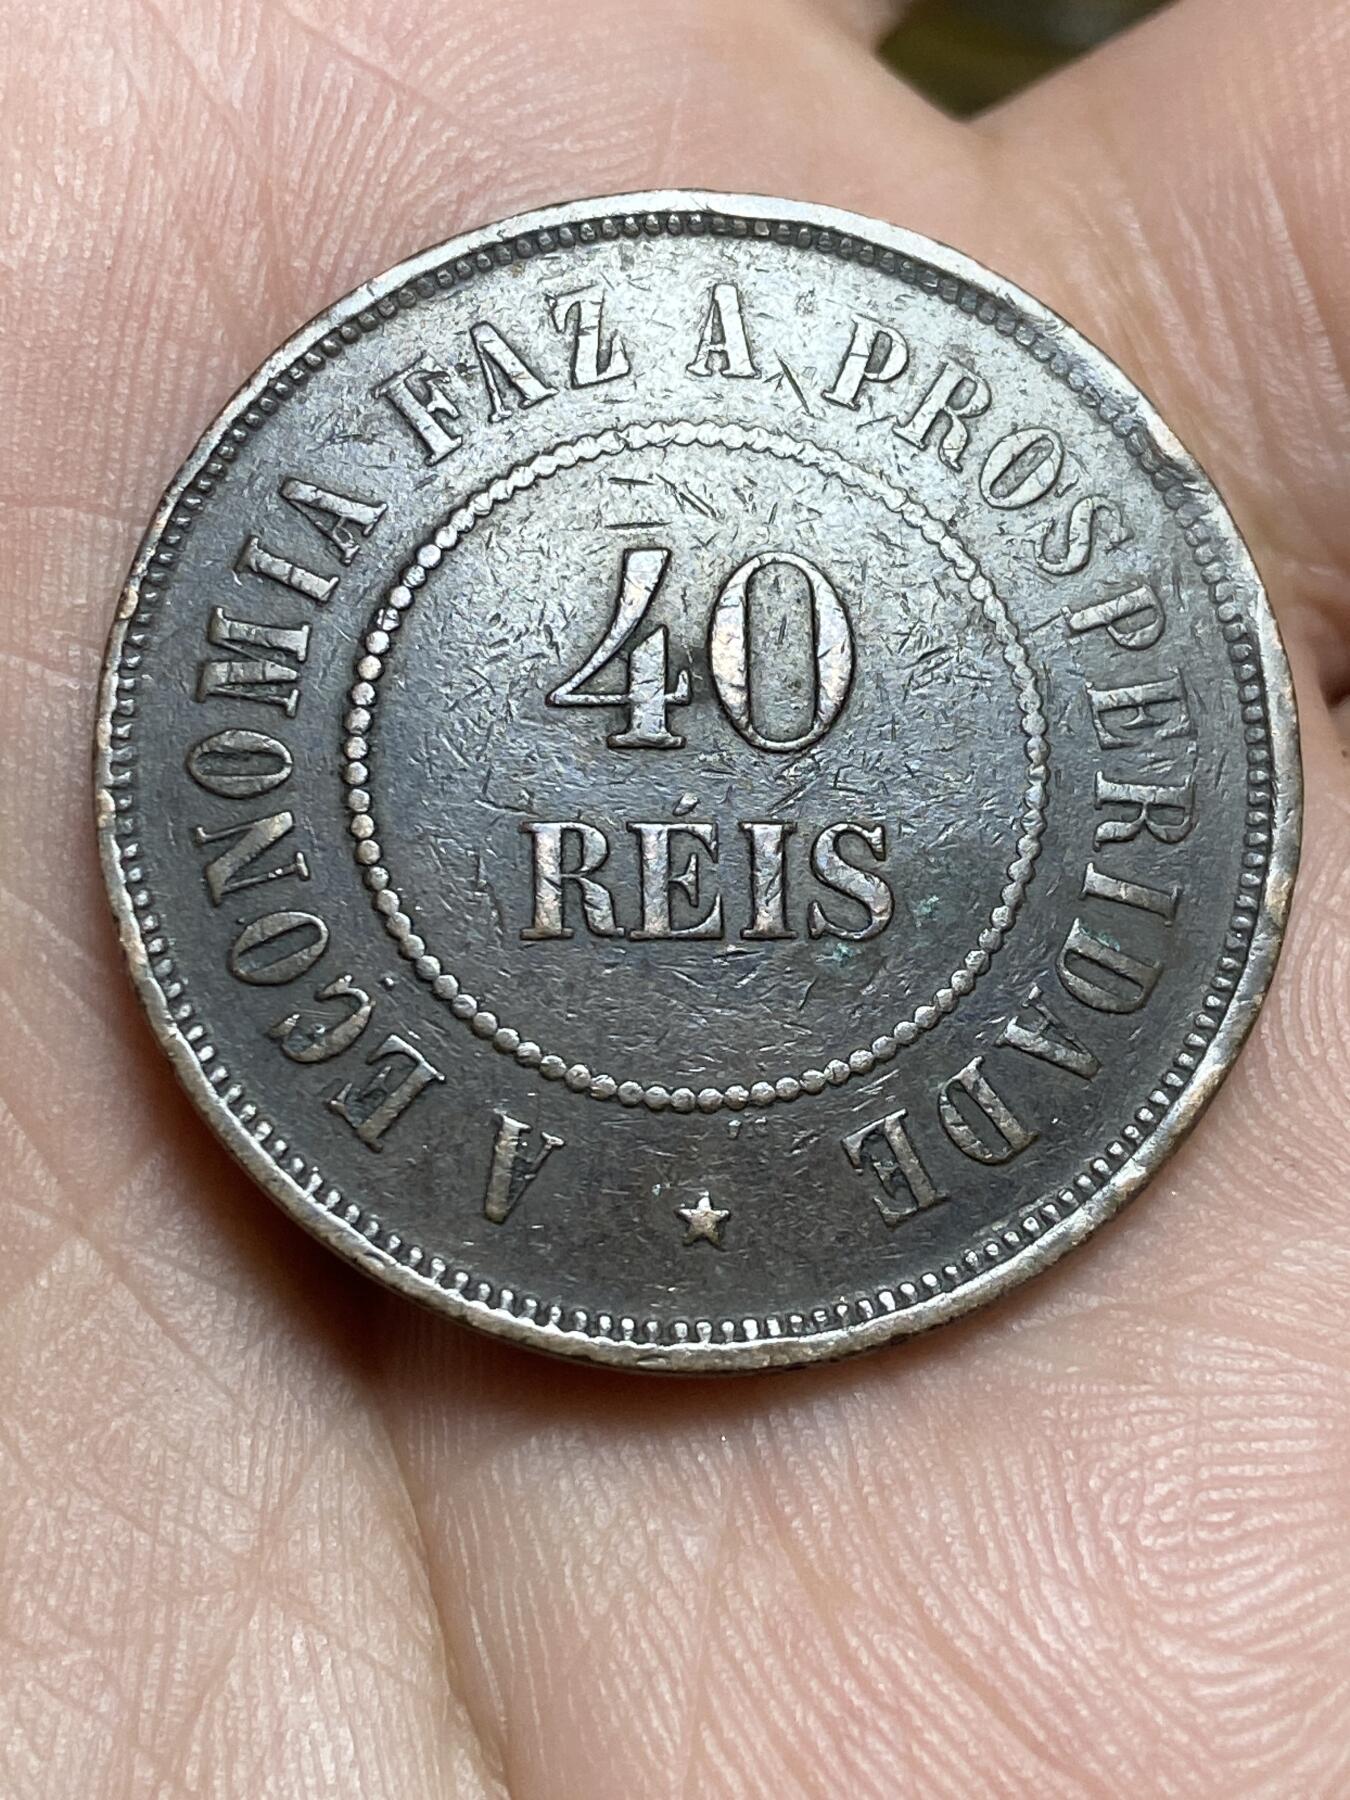 A ECONOMIA FAZ A PROSPERIDADE
40
RÉIS